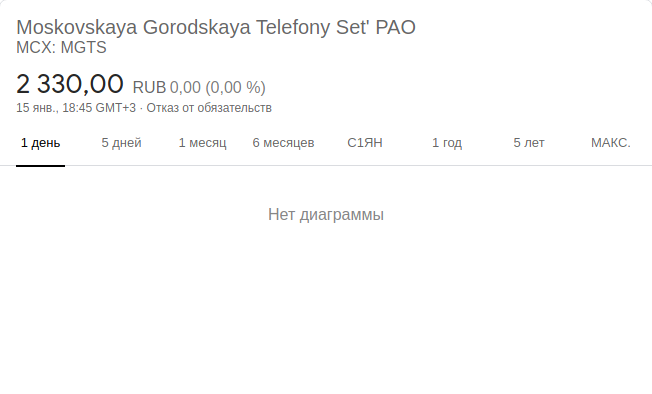 Moskovskaya Gorodskaya Telefony Set' PAO
MCX: MGTS
2 330,00 RUB 0,00 (0,00 %)
15 янв., 18:45 GMT+3 · Отказ от обязательств
1 день 5 дней 1 месяц 6 месяцев С1ЯН 1 год 5 лет МАКС.
Нет диаграммы